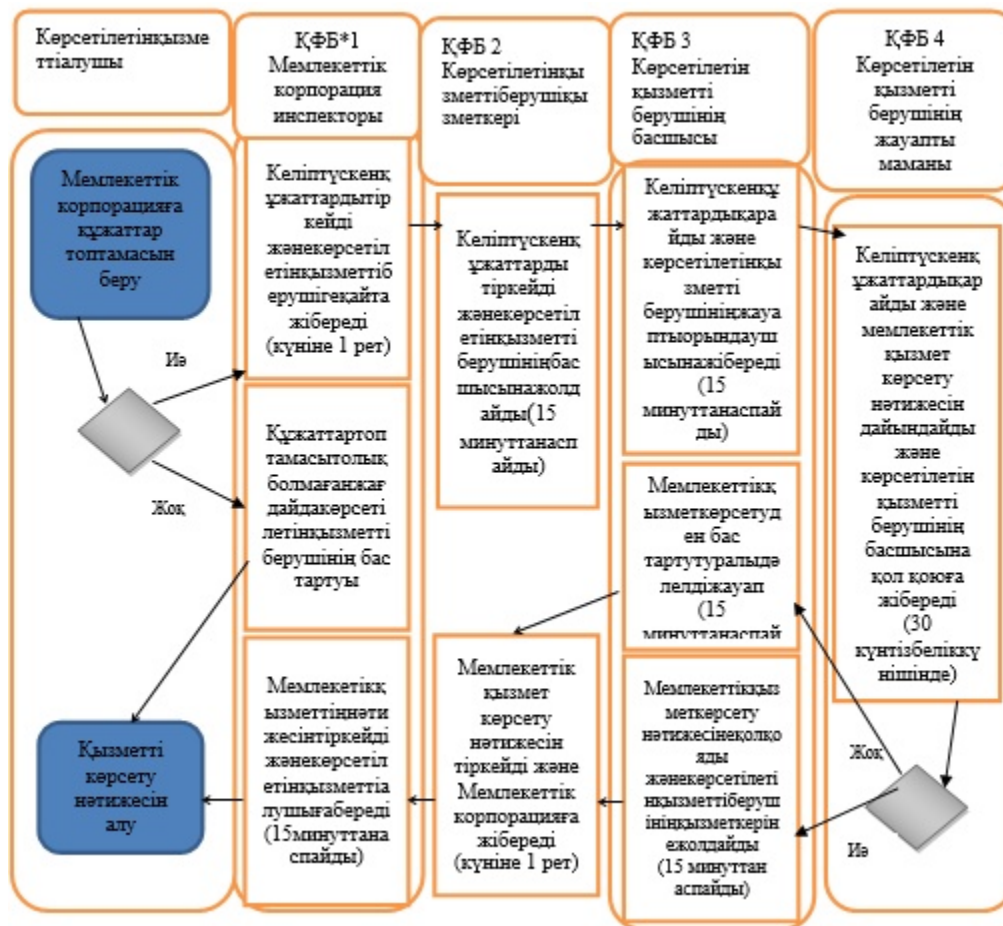 Көрсетілетінқызме
ттіалушы
ҚФБ*1
Мемлекеттік
корпорация
инспекторы
ҚФБ 2
Көрсетілетінқы
зметтіберушіқы
зметкері
ҚФБ 3
Көрсетілетін
қызметті
берушінің
басшысы
ҚФБ 4
Көрсетілетін
қызметті
берушінің
жауапты
маманы
Мемлекеттік
корпорацияға
құжаттар
топтамасын
беру
Иә
Жоқ
Қызметті
көрсету
нәтижесін
алу
Келіптүскенқ
ұжаттардытір
кейді
жәнекөрсетіл
етінқызметтіб
ерушігеқайта
жібереді
(күніне 1 рет)
Құжаттартоп
тамасытолық
болмағанжағ
дайдакөрсеті
летінқызметті
берушінің бас
тартуы
Мемлекетікқ
ызметтіңнәти
жесінтіркейді
жәнекөрсетіл
етінқызметтіа
лушығабереді
(15минуттана
спайды)
Келіптүскенқ
ұжаттарды
тіркейді
жәнекөрсетіл
етінқызметті
берушініңбас
шысынажолд
айды(15
минуттанасп
айды)
Мемлекеттік
қызмет
көрсету
нәтижесін
тіркейді және
Мемлекеттік
корпорацияға
жібереді
(күніне 1 рет)
Келіптүскенқұ
жаттардықара
йды және
көрсетілетінқы
зметті
берушініңжауа
птыорындауш
ысынажібереді
(15
минуттанаспай
ды)
Мемлекеттікқ
ызметкөрсетуд
ен бас
тартутуралыдә
лелдіжауап
(15
минуттанаспай
Мемлекеттікқыз
меткөрсету
нәтижесінеқолқо
яды
жәнекөрсетілеті
нқызметтіберуш
ініңқызметкерін
ежолдайды
(15 минуттан
аспайды)
Келіптүскенқ
ұжаттардықар
айды және
мемлекеттік
қызмет
көрсету
нәтижесін
дайындайды
және
көрсетілетін
қызметті
берушінің
басшысына
қол қоюға
жібереді
(30
күнтізбелікkү
нішінде)
Жоқ
Иә